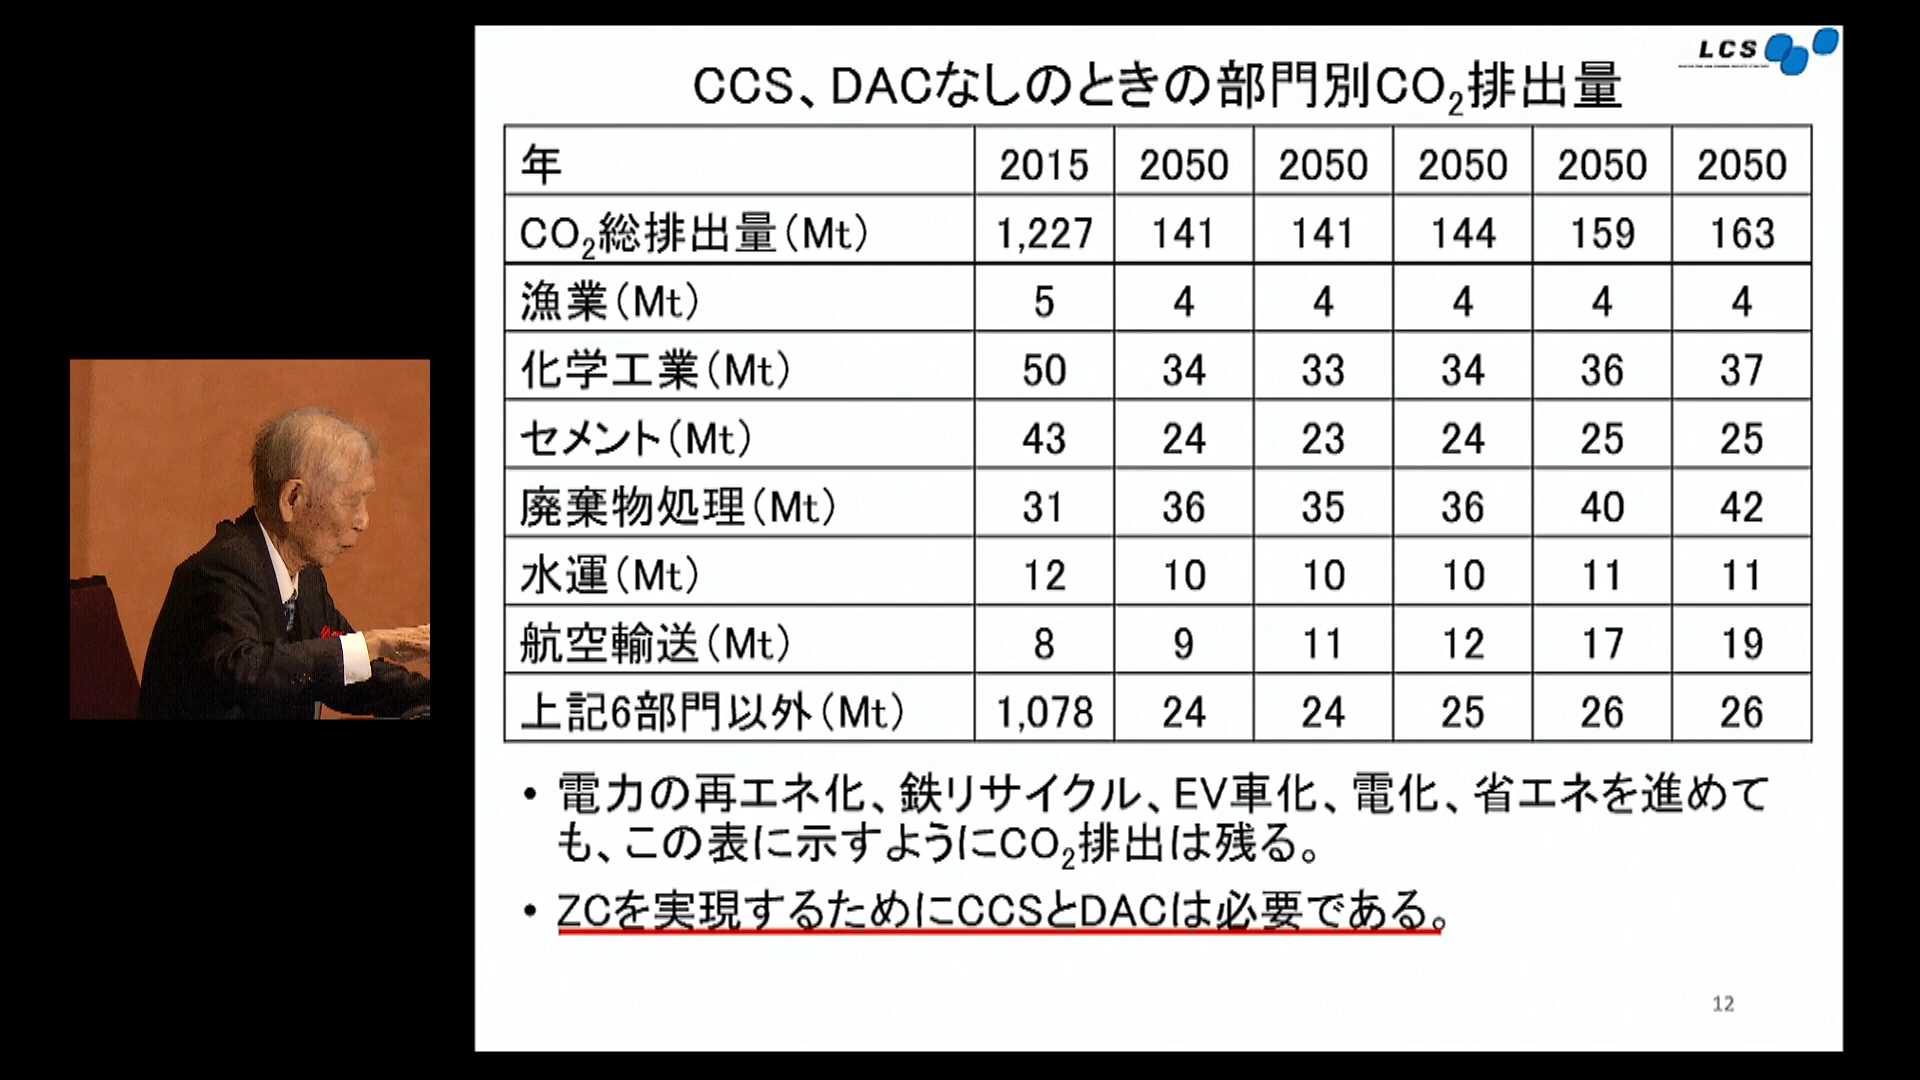 LCS
CCS、DACなしのときの部門別CO₂排出量
年 2015 2050 2050 2050 2050 2050
CO₂総排出量(Mt) 1,227 141 141 144 159 163
漁業(Mt) 5 4 4 4 4 4
化学工業(Mt) 50 34 33 34 36 37
セメント(Mt) 43 24 23 24 25 25
廃棄物処理(Mt) 31 36 35 36 40 42
水運(Mt) 12 10 10 10 11 11
航空輸送(Mt) 8 9 11 12 17 19
上記6部門以外(Mt) 1,078 24 24 25 26 26
• 電力の再エネ化、鉄リサイクル、EV車化、電化、省エネを進めて
も、この表に示すようにCO₂排出は残る。
• ZCを実現するためにCCSとDACは必要である。
12